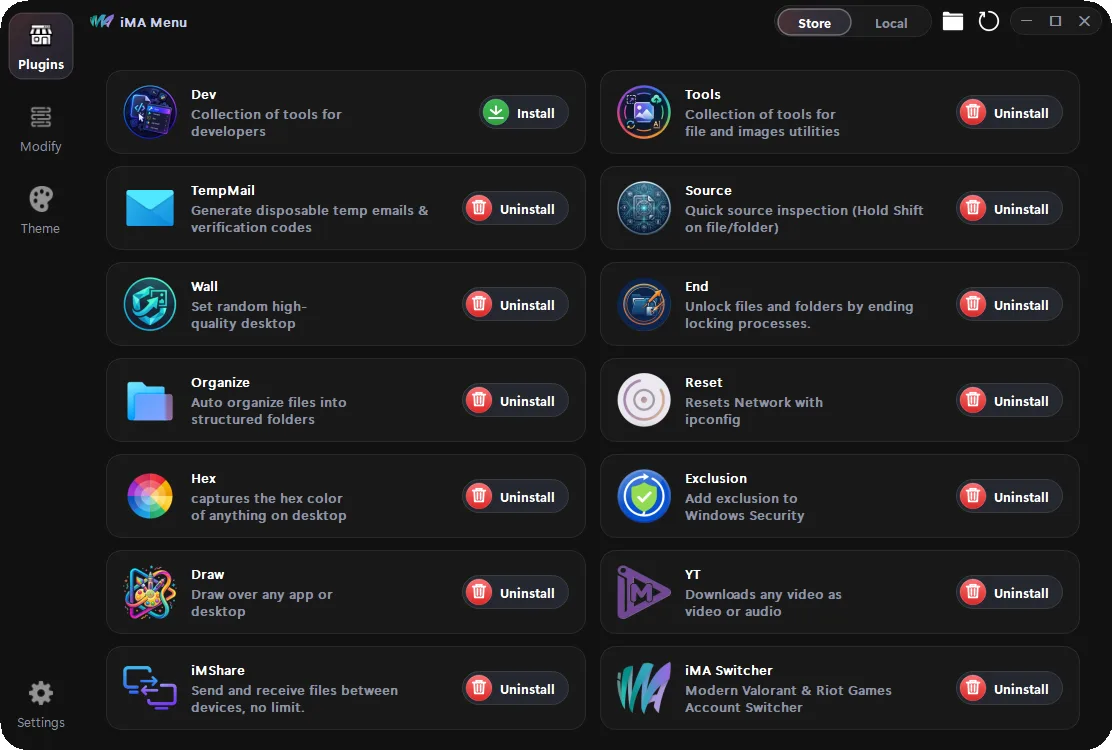 iMA Menu
Store
Local
Plugins
Modify
Theme
Settings
Dev
Collection of tools for
developers
Install
Tools
Collection of tools for
file and images utilities
Uninstall
TempMail
Generate disposable temp emails &
verification codes
Uninstall
Source
Quick source inspection (Hold Shift
on file/folder)
Uninstall
Wall
Set random high-
quality desktop
Uninstall
End
Unlock files and folders by ending
locking processes.
Uninstall
Organize
Auto organize files into
structured folders
Uninstall
Reset
Resets Network with
ipconfig
Uninstall
Hex
captures the hex color
of anything on desktop
Uninstall
Exclusion
Add exclusion to
Windows Security
Uninstall
Draw
Draw over any app or
desktop
Uninstall
YT
Downloads any video as
video or audio
Uninstall
iMShare
Send and receive files between
devices, no limit.
Uninstall
iMA Switcher
Modern Valorant & Riot Games
Account Switcher
Uninstall